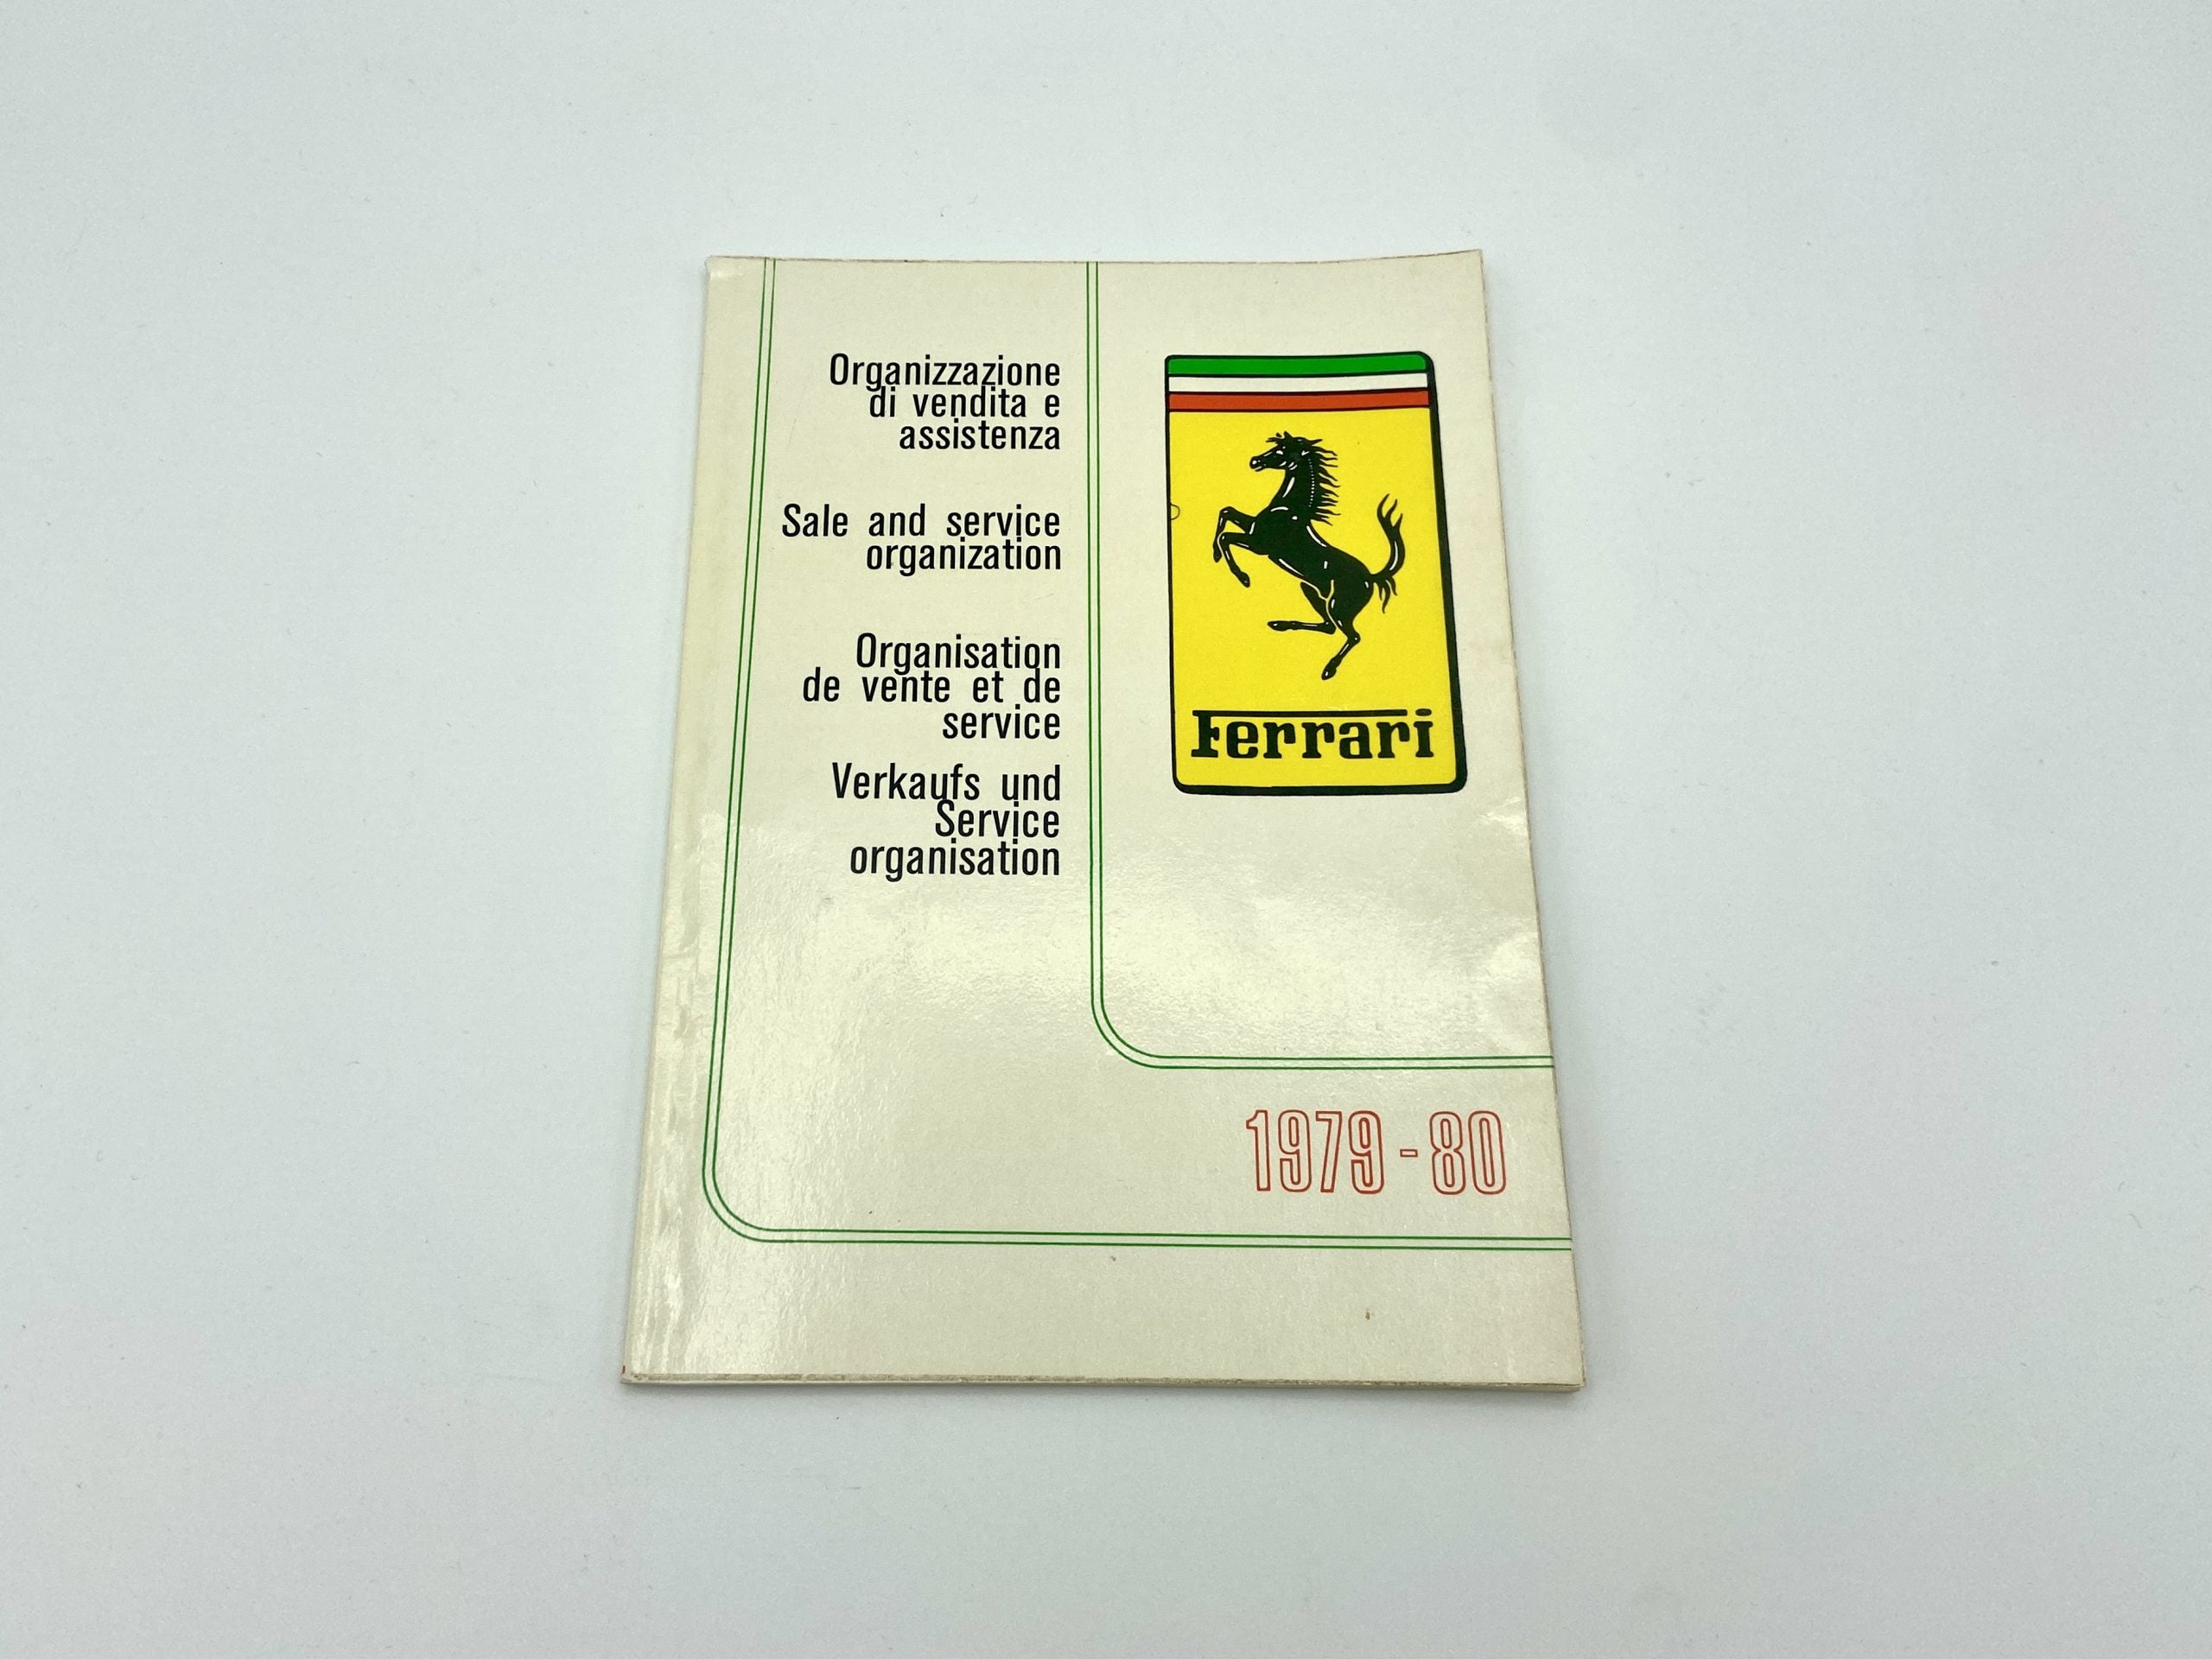 Organizzazione
di vendita e
assistenza
Sale and service
organization
Organisation
de vente et de
service
Verkaufs und
Service
organisation
Ferrari
1979-80